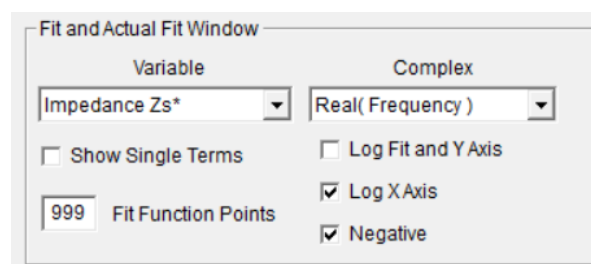 Fit and Actual Fit Window
Variable Complex
Impedance Zs* Real( Frequency )
Show Single Terms Log Fit and Y Axis
Log X Axis
999 Fit Function Points
Negative